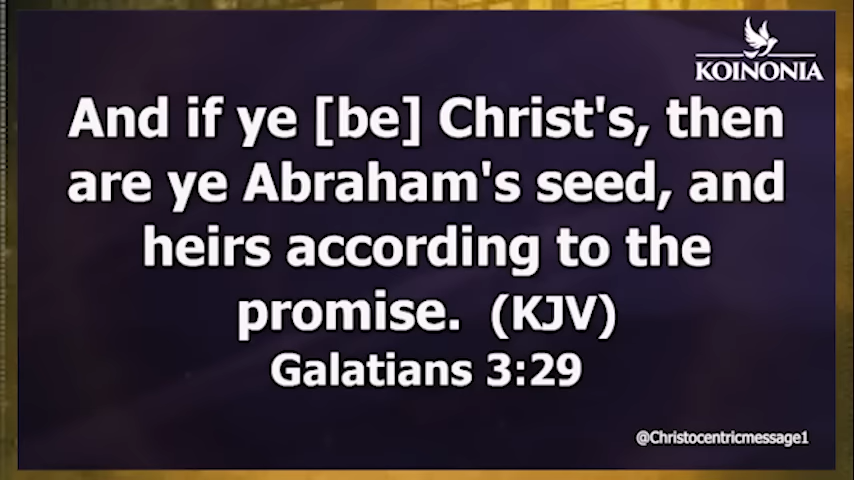 KOINONIA
And if ye [be] Christ's, then
are ye Abraham's seed, and
heirs according to the
promise.  (KJV)
Galatians 3:29
@Christocentricmessage1